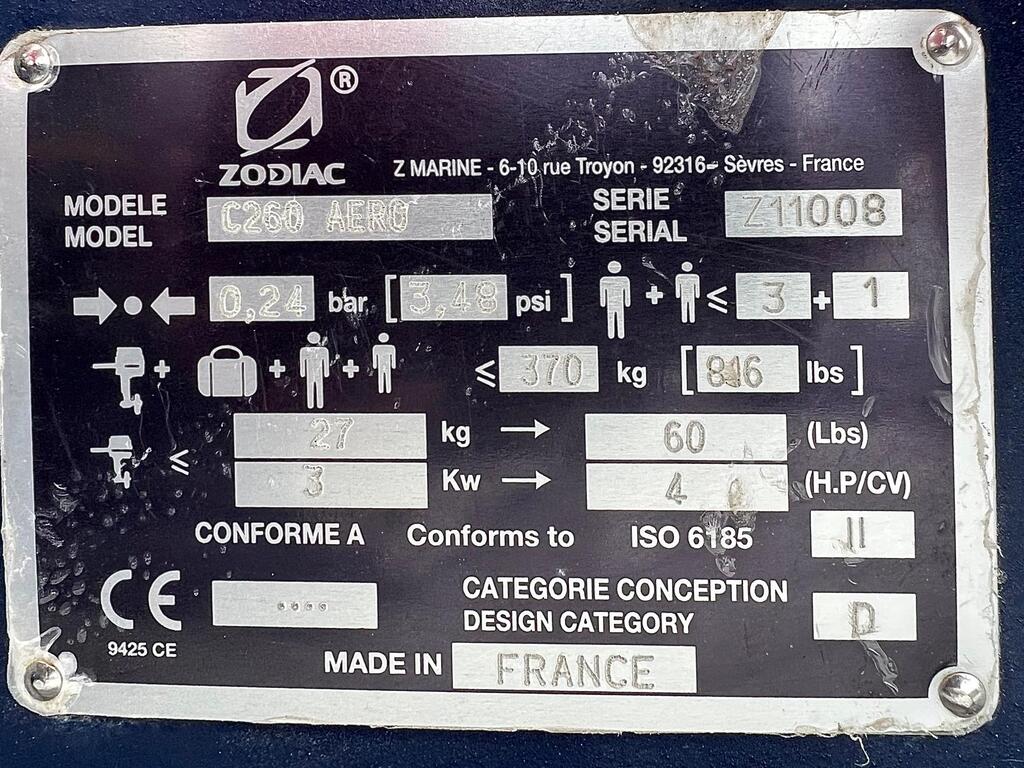 ®
ZODIAC
Z MARINE - 6-10 rue Troyon - 92316 - Sèvres - France
MODELE C260 AERO SERIE Z11008
MODEL SERIAL
0,24 bar [3,48 psi] + ≤ 3 + 1
+ + + ≤ 370 kg [816 lbs]
≤ 27 kg → 60 (Lbs)
3 Kw → 4 (H.P/CV)
CONFORME A Conforms to ISO 6185 II
CE .... CATEGORIE CONCEPTION D
9425 CE DESIGN CATEGORY
MADE IN FRANCE